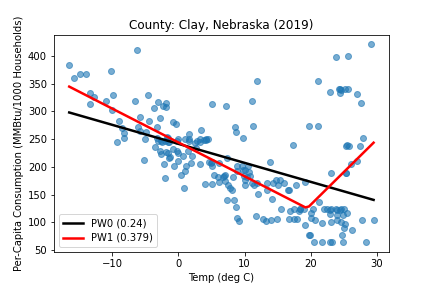 County: Clay, Nebraska (2019)
Per-Capita Consumption (MMBtu/1000 Households)
400
350
300
250
200
150
100
50
PW0 (0.24)
PW1 (0.379)
−10
0
10
20
30
Temp (deg C)